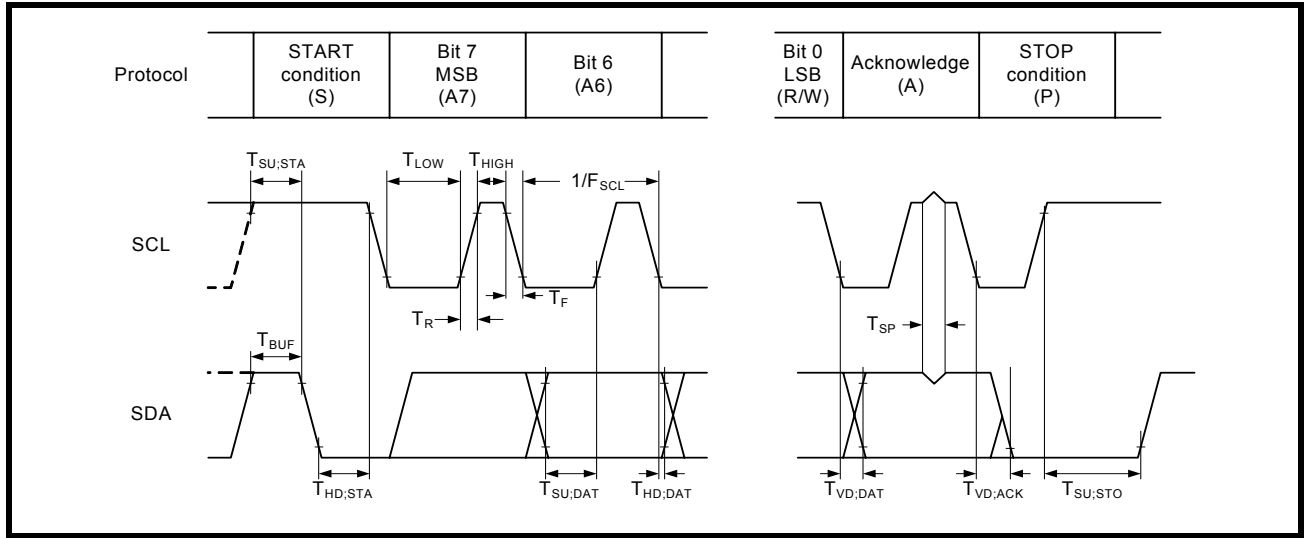 Protocol
START
condition
(S)
Bit 7
MSB
(A7)
Bit 6
(A6)
Bit 0
LSB
(R/W)
Acknowledge
(A)
STOP
condition
(P)
TSU;STA
TLOW
THIGH
1/FSCL
SCL
TR
TF
TSP
TBUF
SDA
THD;STA
TSU;DAT
THD;DAT
TVD;DAT
TVD;ACK
TSU;STO